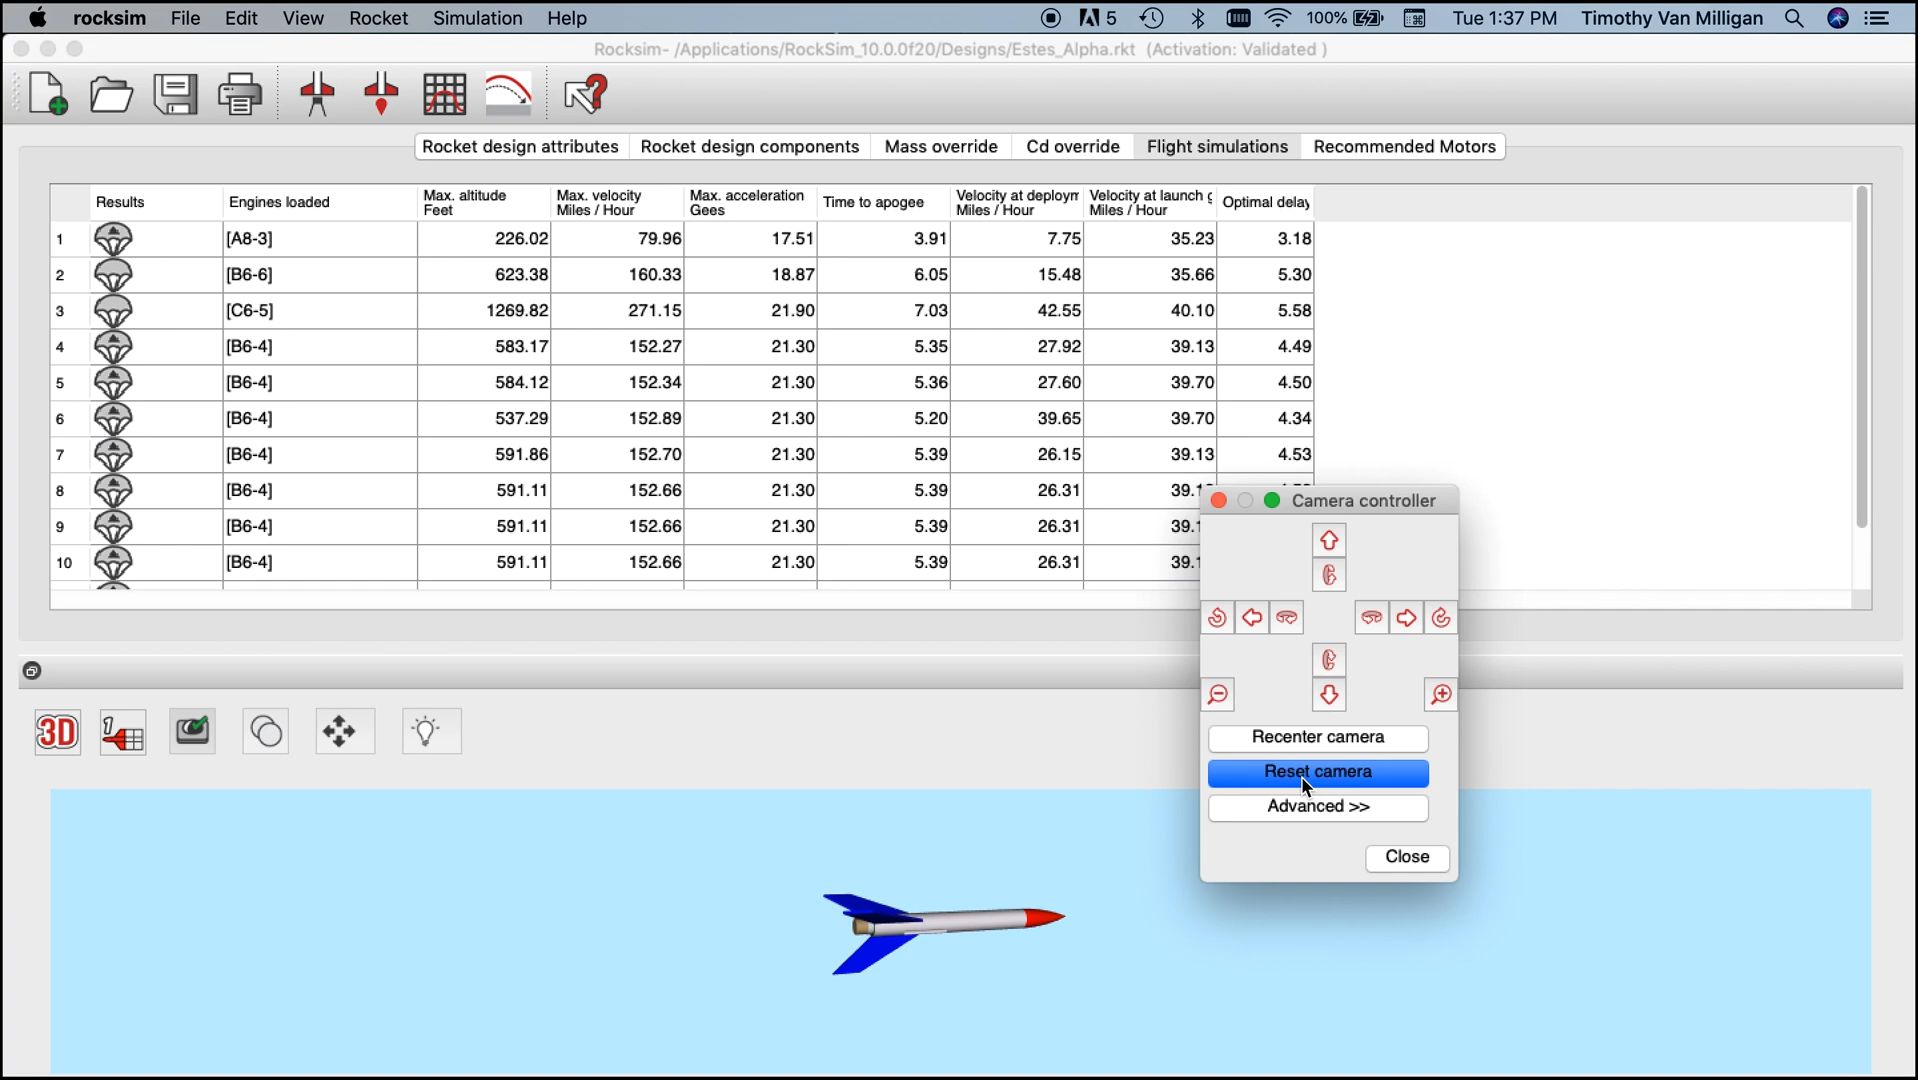 rocksim File Edit View Rocket Simulation Help 5 100% Tue 1:37 PM Timothy Van Milligan
Rocksim- /Applications/RockSim_10.0.0f20/Designs/Estes_Alpha.rkt (Activation: Validated )
Rocket design attributes Rocket design components Mass override Cd override Flight simulations Recommended Motors
Results Engines loaded Max. altitude Feet Max. velocity Miles / Hour Max. acceleration Gees Time to apogee Velocity at deploym Miles / Hour Velocity at launch g Miles / Hour Optimal delay
1 [A8-3] 226.02 79.96 17.51 3.91 7.75 35.23 3.18
2 [B6-6] 623.38 160.33 18.87 6.05 15.48 35.66 5.30
3 [C6-5] 1269.82 271.15 21.90 7.03 42.55 40.10 5.58
4 [B6-4] 583.17 152.27 21.30 5.35 27.92 39.13 4.49
5 [B6-4] 584.12 152.34 21.30 5.36 27.60 39.70 4.50
6 [B6-4] 537.29 152.89 21.30 5.20 39.65 39.70 4.34
7 [B6-4] 591.86 152.70 21.30 5.39 26.15 39.13 4.53
8 [B6-4] 591.11 152.66 21.30 5.39 26.31 39.1
9 [B6-4] 591.11 152.66 21.30 5.39 26.31 39.1
10 [B6-4] 591.11 152.66 21.30 5.39 26.31 39.1
Camera controller
Recenter camera
Reset camera
Advanced >>
Close
3D 1